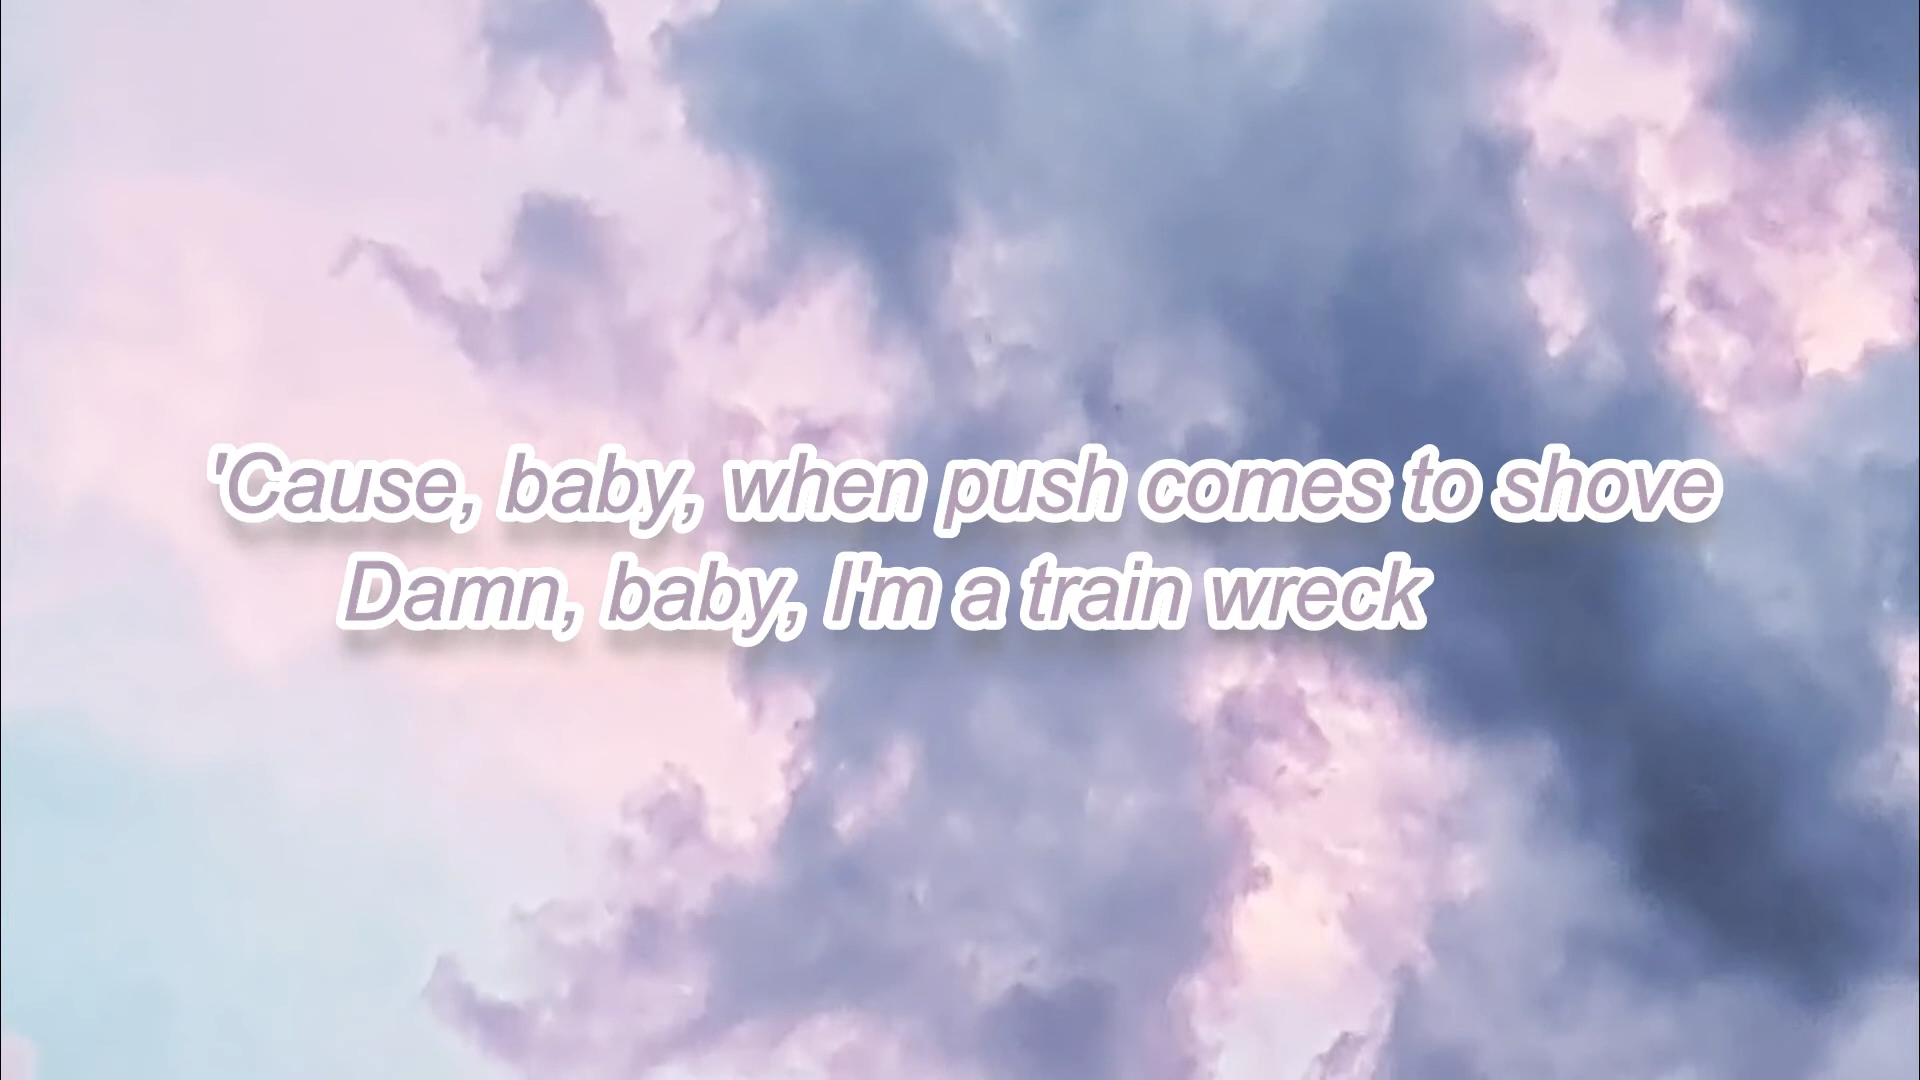 'Cause, baby, when push comes to shove
Damn, baby, I'm a train wreck